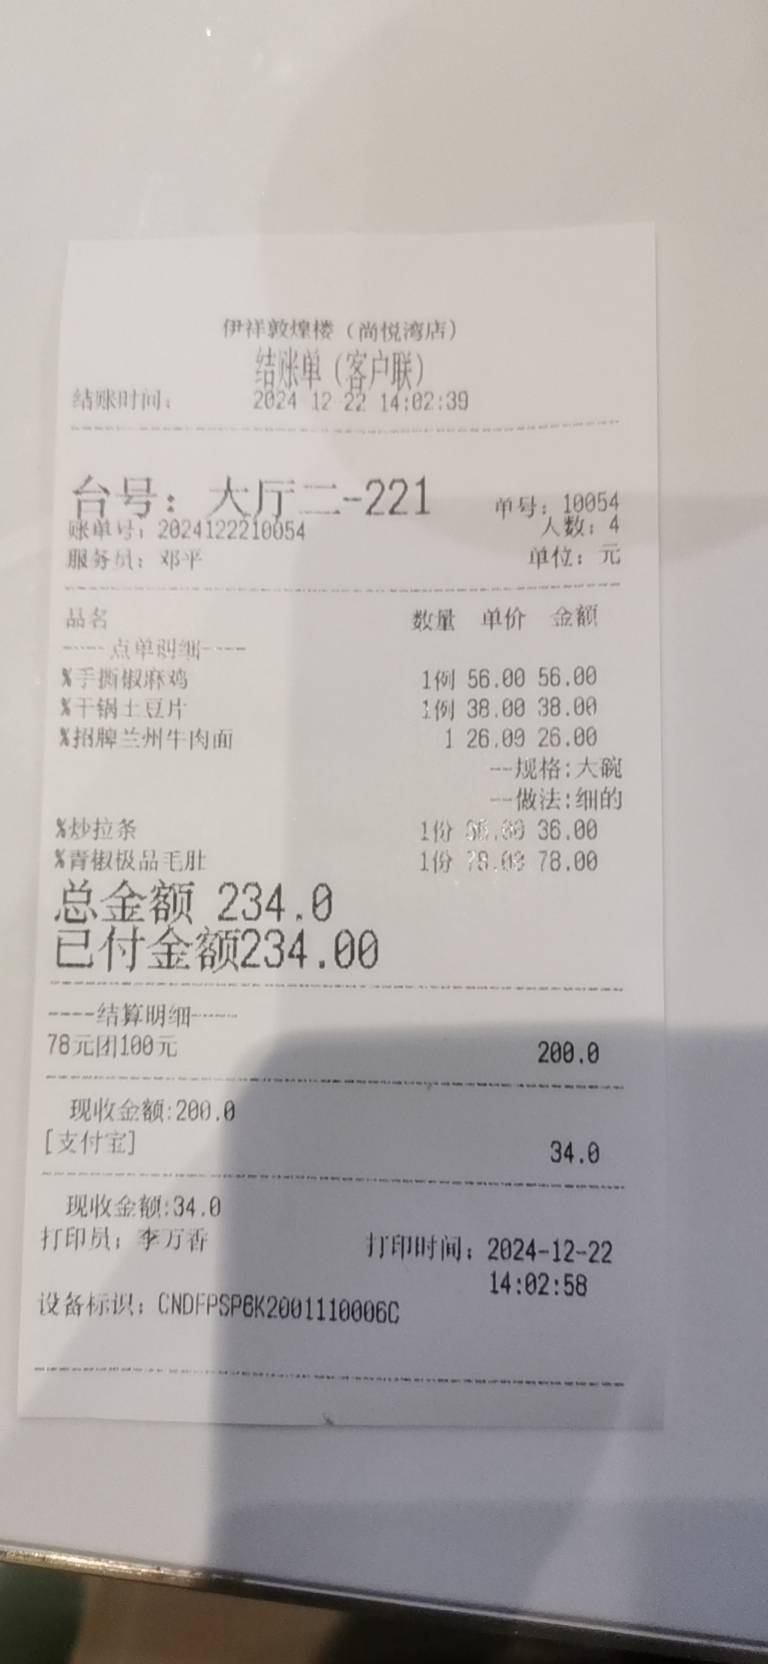 伊祥敦煌楼（尚悦湾店）
结账单（客户联）
结账时间： 2024 12-22 14:02:39
台号：大厅二-221 单号：10054
账单号：2024122210054 人数：4
服务员：邓平 单位：元
品名 数量 单价 金额
----点单明细----
%手撕椒麻鸡 1例 56.00 56.00
%干锅土豆片 1例 38.00 38.00
%招牌兰州牛肉面 1 26.00 26.00
--规格:大碗
--做法:细的
%炒拉条 1份 36.00
%青椒极品毛肚 1份 78.00 78.00
总金额 234.0
已付金额234.00
----结算明细----
78元团100元 200.0
现收金额:200.0
[支付宝] 34.0
现收金额:34.0
打印员：李万香 打印时间：2024-12-22
14:02:58
设备标识：CNDFPSP6K2001110006C